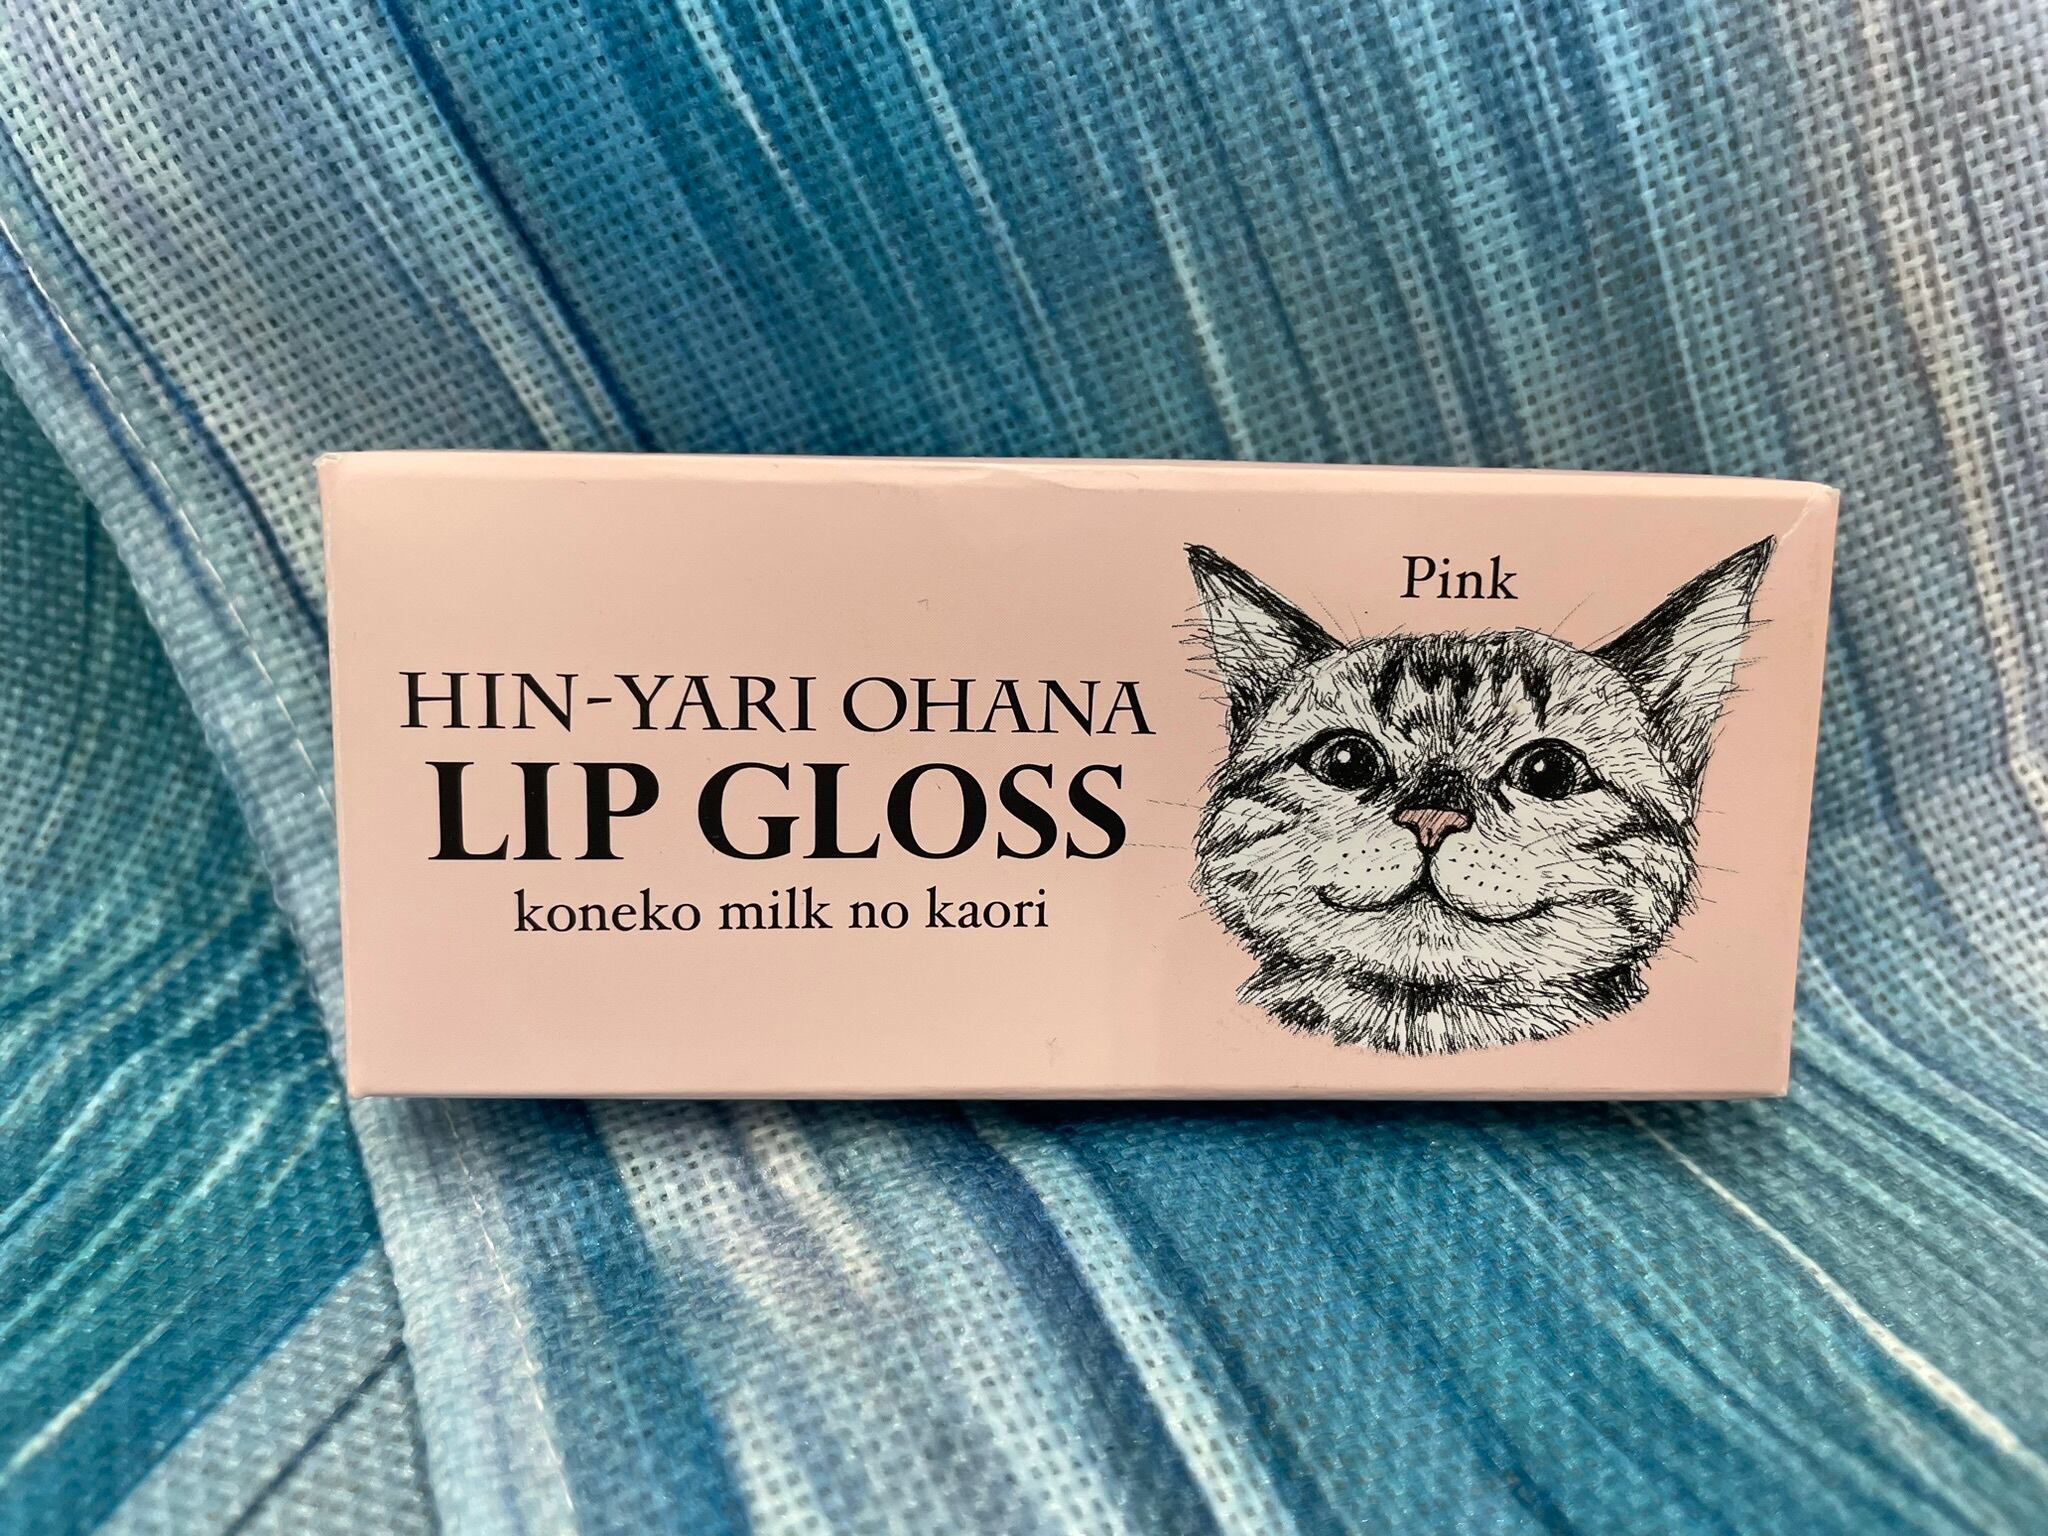 Pink
HIN-YARI OHANA
LIP GLOSS
koneko milk no kaori